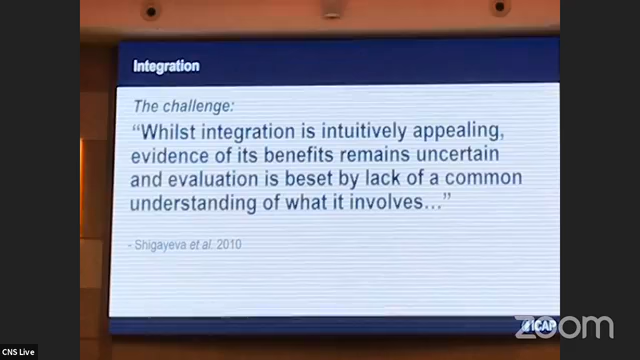 Integration
The challenge:
“Whilst integration is intuitively appealing,
evidence of its benefits remains uncertain
and evaluation is beset by lack of a common
understanding of what it involves…”
- Shigayeva et al. 2010
ICAP
zoom
CNS Live